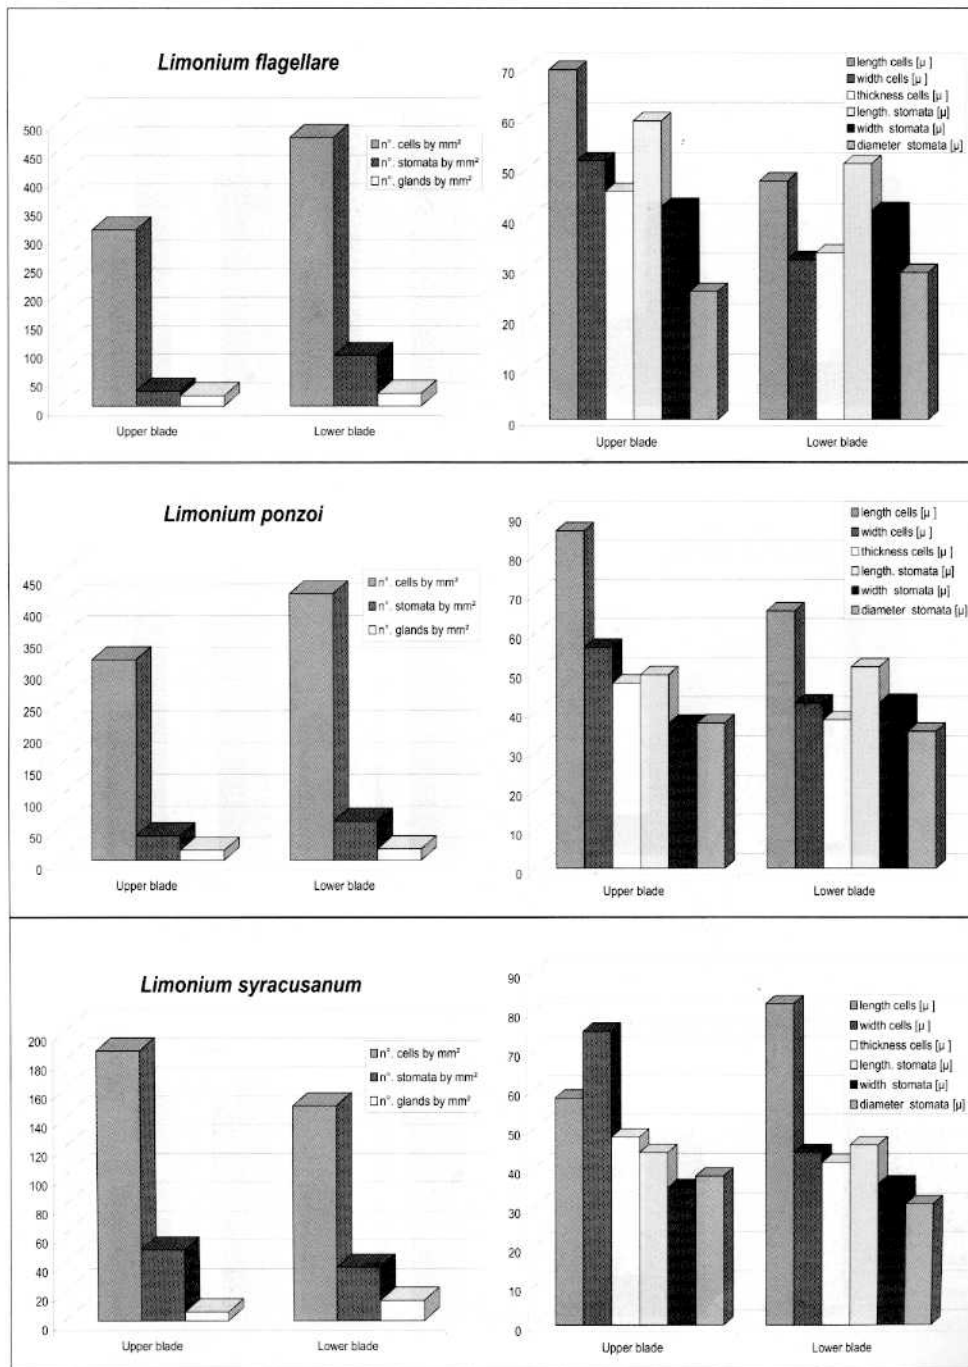 Limonium flagellare
500
450
400
350
300
250
200
150
100
50
0
n°. cells by mm²
n°. stomata by mm²
n°. glands by mm²
Upper blade Lower blade
70
60
50
40
30
20
10
0
length cells [µ ]
width cells [µ ]
thickness cells [µ ]
length. stomata [µ]
width stomata [µ]
diameter stomata [µ]
Upper blade Lower blade
Limonium ponzoi
450
400
350
300
250
200
150
100
50
0
n°. cells by mm²
n°. stomata by mm²
n°. glands by mm²
Upper blade Lower blade
90
80
70
60
50
40
30
20
10
0
length cells [µ ]
width cells [µ ]
thickness cells [µ ]
length. stomata [µ]
width stomata [µ]
diameter stomata [µ]
Upper blade Lower blade
Limonium syracusanum
200
180
160
140
120
100
80
60
40
20
0
n°. cells by mm²
n°. stomata by mm²
n°. glands by mm²
Upper blade Lower blade
90
80
70
60
50
40
30
20
10
0
length cells [µ ]
width cells [µ ]
thickness cells [µ ]
length. stomata [µ]
width stomata [µ]
diameter stomata [µ]
Upper blade Lower blade